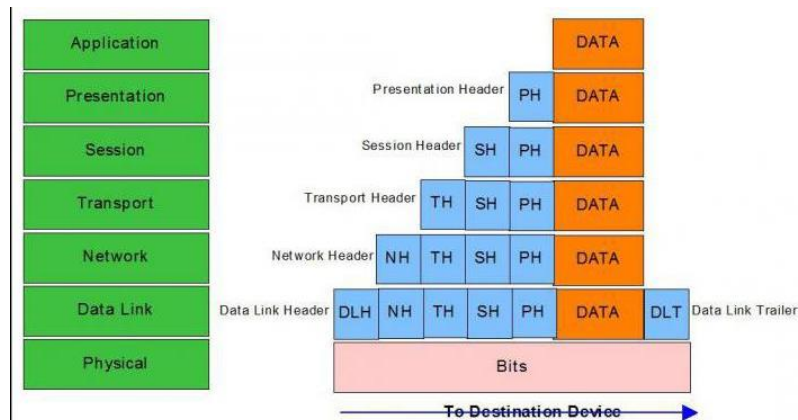 Application DATA
Presentation Presentation Header PH DATA
Session Session Header SH PH DATA
Transport Transport Header TH SH PH DATA
Network Network Header NH TH SH PH DATA
Data Link Data Link Header DLH NH TH SH PH DATA DLT Data Link Trailer
Physical Bits
To Destination Device